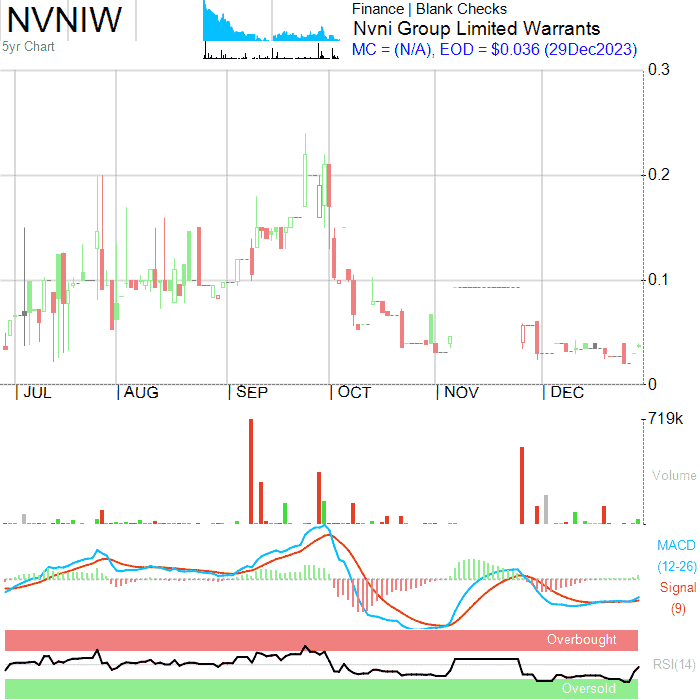 NVNIW
5yr Chart
Finance | Blank Checks
Nvni Group Limited Warrants
MC = (N/A), EOD = $0.036 (29Dec2023)
0.3
0.2
0.1
0
JUL AUG SEP OCT NOV DEC
719k
Volume
MACD
(12-26)
Signal
(9)
Overbought
RSI(14)
Oversold